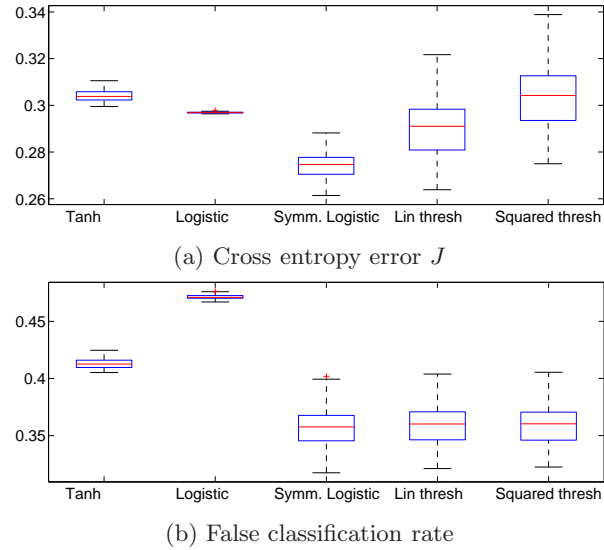 0.34
0.32
0.3
0.28
0.26
Tanh Logistic Symm. Logistic Lin thresh Squared thresh
(a) Cross entropy error J
0.45
0.4
0.35
Tanh Logistic Symm. Logistic Lin thresh Squared thresh
(b) False classification rate